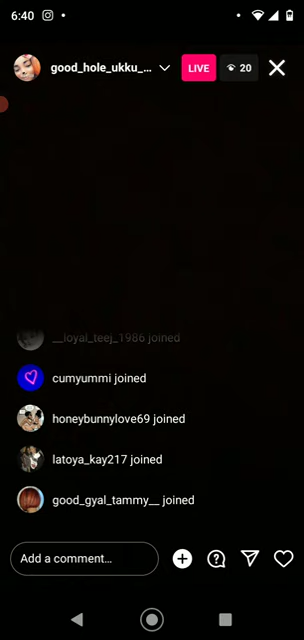 6:40
good_hole_ukku_... LIVE 20
__loyal_teej_1986 joined
cumyummi joined
honeybunnylove69 joined
latoya_kay217 joined
good_gyal_tammy__ joined
Add a comment...